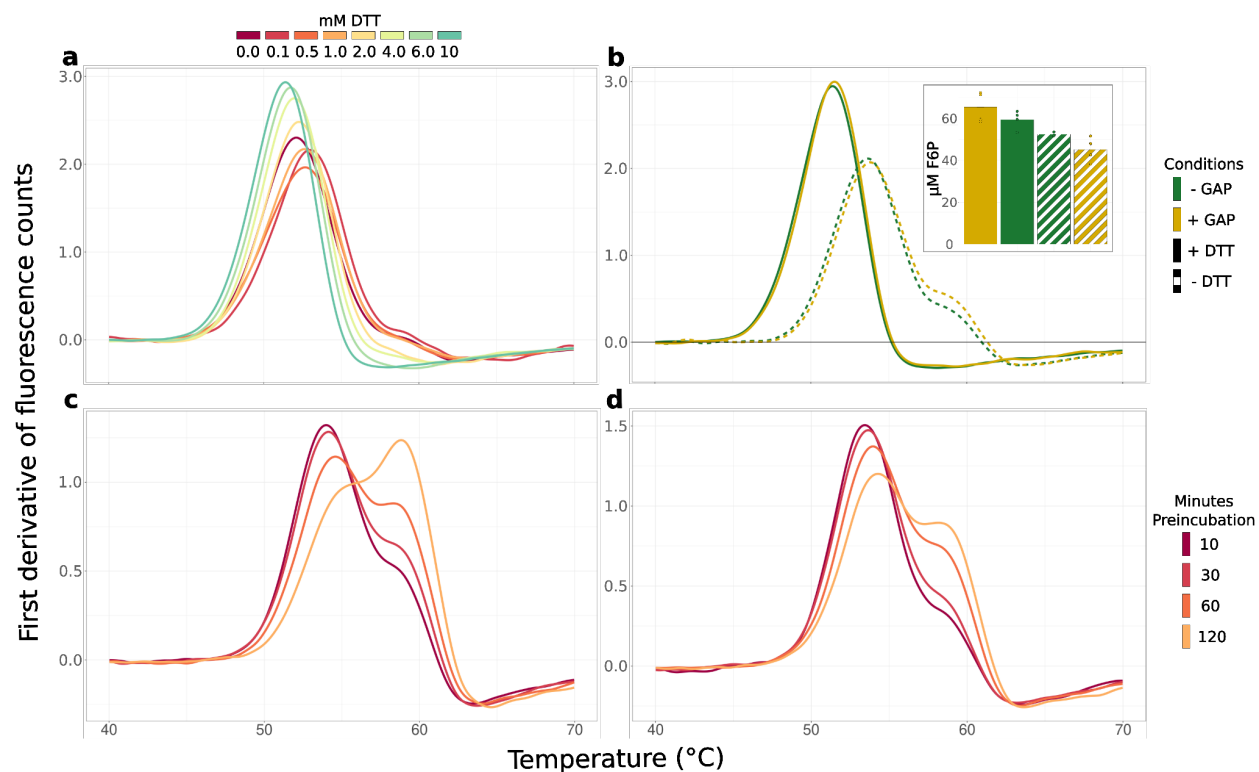 mM DTT
0.0 0.1 0.5 1.0 2.0 4.0 6.0 10
a
3.0
2.0
1.0
0.0
b
3.0
2.0
1.0
0.0
µM F6P
60
40
20
0
Conditions
- GAP
+ GAP
+ DTT
- DTT
First derivative of fluorescence counts
c
1.0
0.5
0.0
40 50 60 70
d
1.5
1.0
0.5
0.0
40 50 60 70
Minutes
Preincubation
10
30
60
120
Temperature (°C)